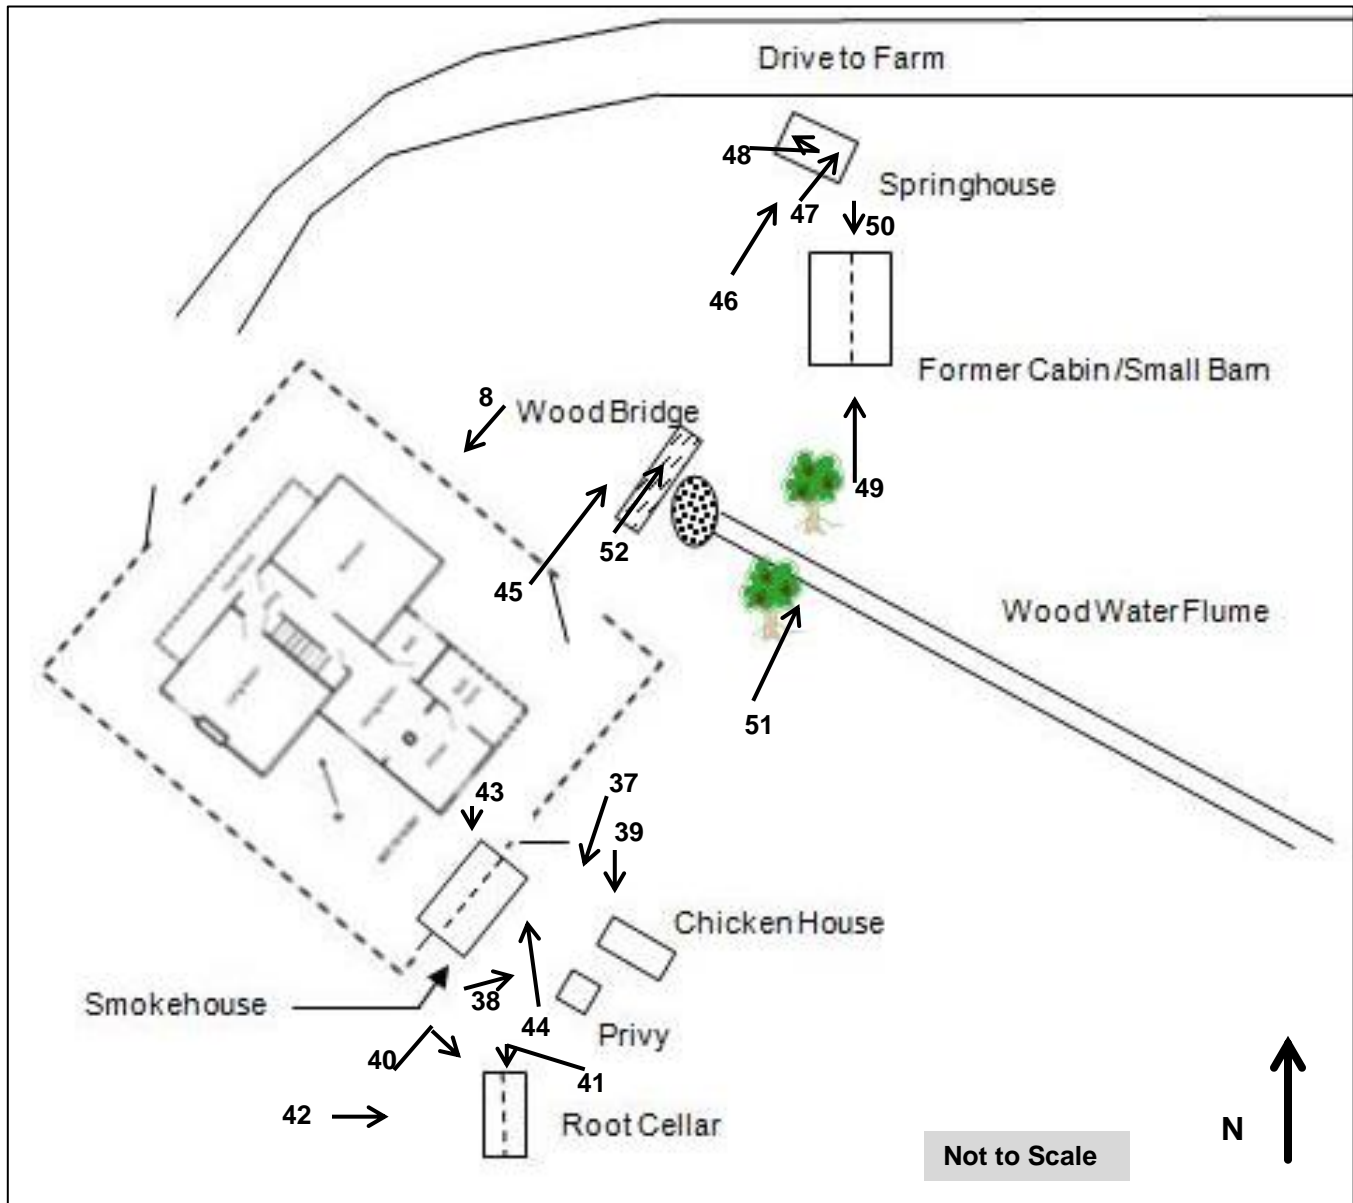 Drive to Farm
48
Springhouse
47
50
46
Former Cabin/Small Barn
8
Wood Bridge
49
52
45
Wood Water Flume
51
37
43
39
Chicken House
Smokehouse
38
44
Privy
40
41
42
Root Cellar
N
Not to Scale